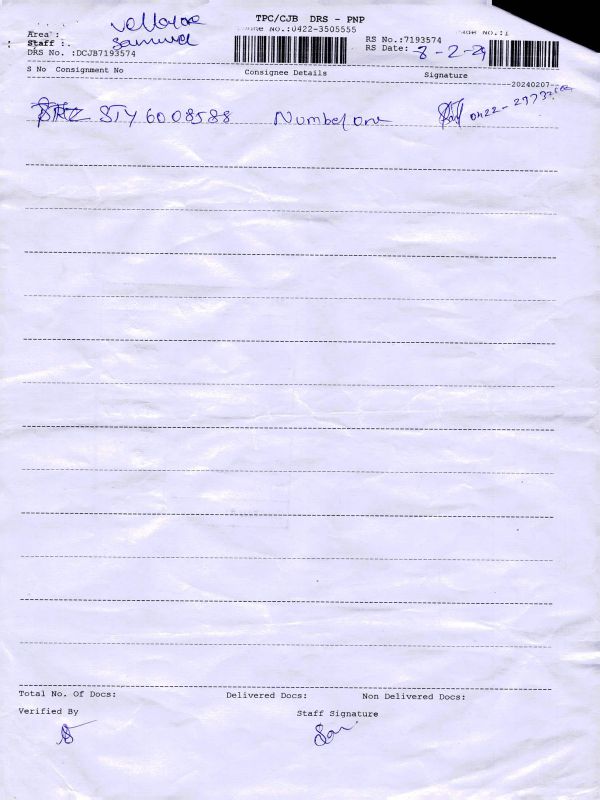 TPC/CJB DRS - PNP
NO.:0422-3505555
Area :
Staff : Samuel
DRS No. :DCJB7193574
RS No.:7193574
RS Date: 8-2-24
S No Consignment No Consignee Details Signature
20240207
STY 6008588 Number one 0422-
Total No. Of Docs: Delivered Docs: Non Delivered Docs:
Verified By Staff Signature